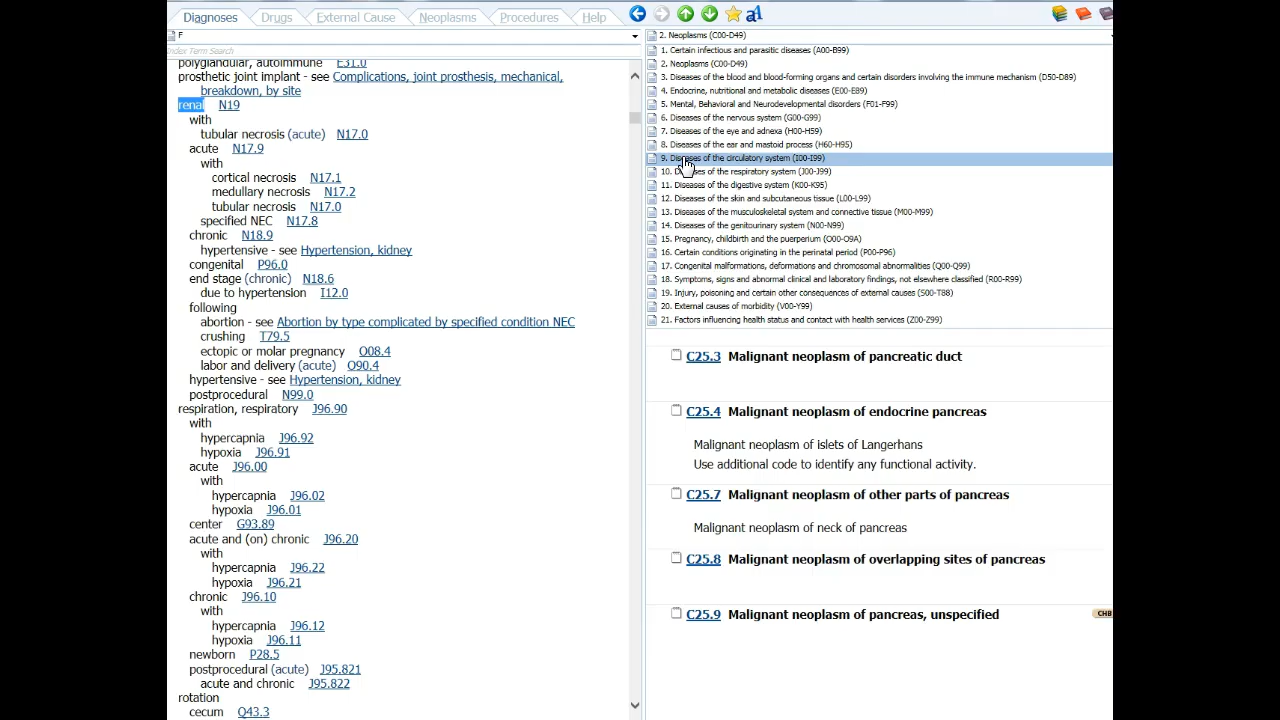 Diagnoses Drugs External Cause Neoplasms Procedures Help
F
Index Term Search
polyglandular, autoimmune E31.0
prosthetic joint implant - see Complications, joint prosthesis, mechanical,
breakdown, by site
renal N19
with
tubular necrosis (acute) N17.0
acute N17.9
with
cortical necrosis N17.1
medullary necrosis N17.2
tubular necrosis N17.0
specified NEC N17.8
chronic N18.9
hypertensive - see Hypertension, kidney
congenital P96.0
end stage (chronic) N18.6
due to hypertension I12.0
following
abortion - see Abortion by type complicated by specified condition NEC
crushing T79.5
ectopic or molar pregnancy O08.4
labor and delivery (acute) O90.4
hypertensive - see Hypertension, kidney
postprocedural N99.0
respiration, respiratory J96.90
with
hypercapnia J96.92
hypoxia J96.91
acute J96.00
with
hypercapnia J96.02
hypoxia J96.01
center G93.89
acute and (on) chronic J96.20
with
hypercapnia J96.22
hypoxia J96.21
chronic J96.10
with
hypercapnia J96.12
hypoxia J96.11
newborn P28.5
postprocedural (acute) J95.821
acute and chronic J95.822
rotation
cecum Q43.3
2. Neoplasms (C00-D49)
1. Certain infectious and parasitic diseases (A00-B99)
2. Neoplasms (C00-D49)
3. Diseases of the blood and blood-forming organs and certain disorders involving the immune mechanism (D50-D89)
4. Endocrine, nutritional and metabolic diseases (E00-E89)
5. Mental, Behavioral and Neurodevelopmental disorders (F01-F99)
6. Diseases of the nervous system (G00-G99)
7. Diseases of the eye and adnexa (H00-H59)
8. Diseases of the ear and mastoid process (H60-H95)
9. Diseases of the circulatory system (I00-I99)
10. Diseases of the respiratory system (J00-J99)
11. Diseases of the digestive system (K00-K95)
12. Diseases of the skin and subcutaneous tissue (L00-L99)
13. Diseases of the musculoskeletal system and connective tissue (M00-M99)
14. Diseases of the genitourinary system (N00-N99)
15. Pregnancy, childbirth and the puerperium (O00-O9A)
16. Certain conditions originating in the perinatal period (P00-P96)
17. Congenital malformations, deformations and chromosomal abnormalities (Q00-Q99)
18. Symptoms, signs and abnormal clinical and laboratory findings, not elsewhere classified (R00-R99)
19. Injury, poisoning and certain other consequences of external causes (S00-T88)
20. External causes of morbidity (V00-Y99)
21. Factors influencing health status and contact with health services (Z00-Z99)
C25.3 Malignant neoplasm of pancreatic duct
C25.4 Malignant neoplasm of endocrine pancreas
Malignant neoplasm of islets of Langerhans
Use additional code to identify any functional activity.
C25.7 Malignant neoplasm of other parts of pancreas
Malignant neoplasm of neck of pancreas
C25.8 Malignant neoplasm of overlapping sites of pancreas
C25.9 Malignant neoplasm of pancreas, unspecified
CHB